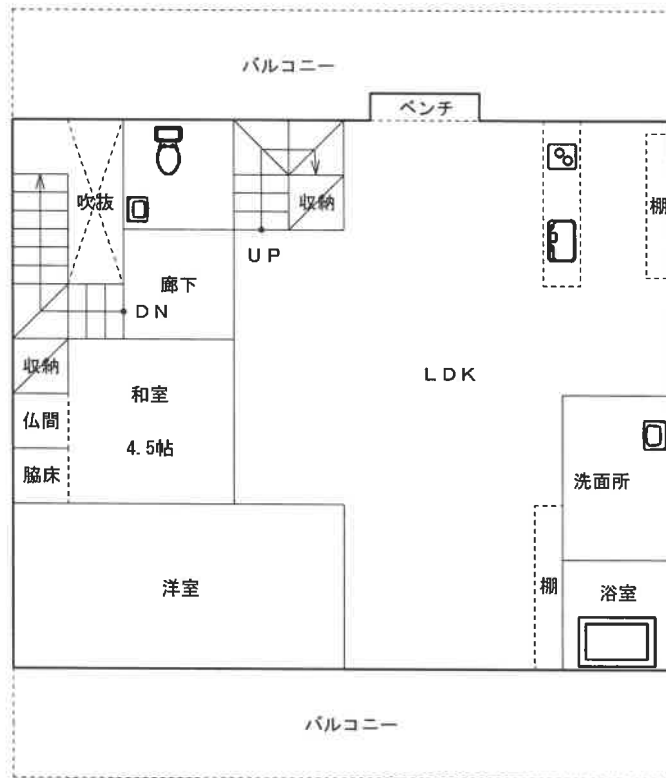 バルコニー
ベンチ
吹抜
収納
棚
UP
廊下
DN
収納
和室
LDK
仏間
4.5帖
脇床
洗面所
洋室
棚
浴室
バルコニー